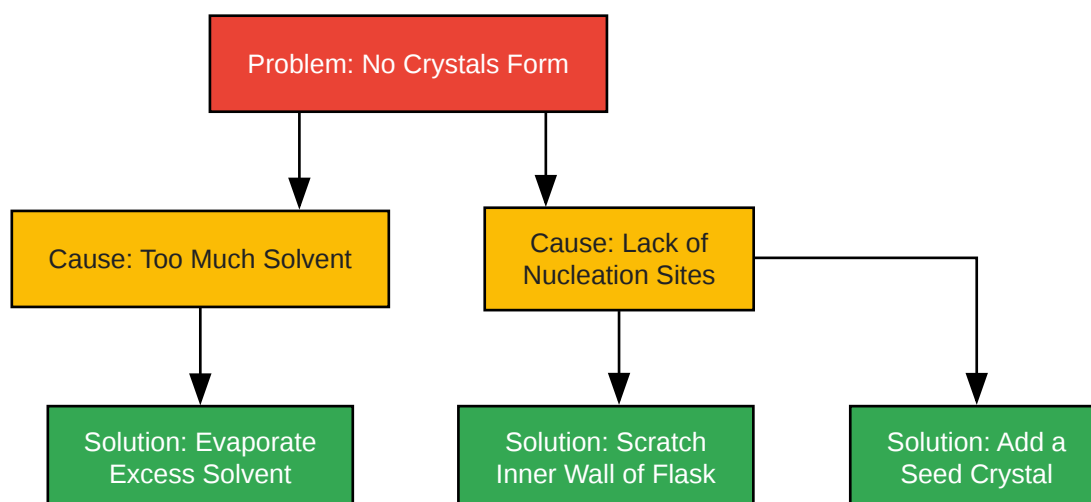 Problem: No Crystals Form
Cause: Too Much Solvent
Cause: Lack of
Nucleation Sites
Solution: Evaporate
Excess Solvent
Solution: Scratch
Inner Wall of Flask
Solution: Add a
Seed Crystal